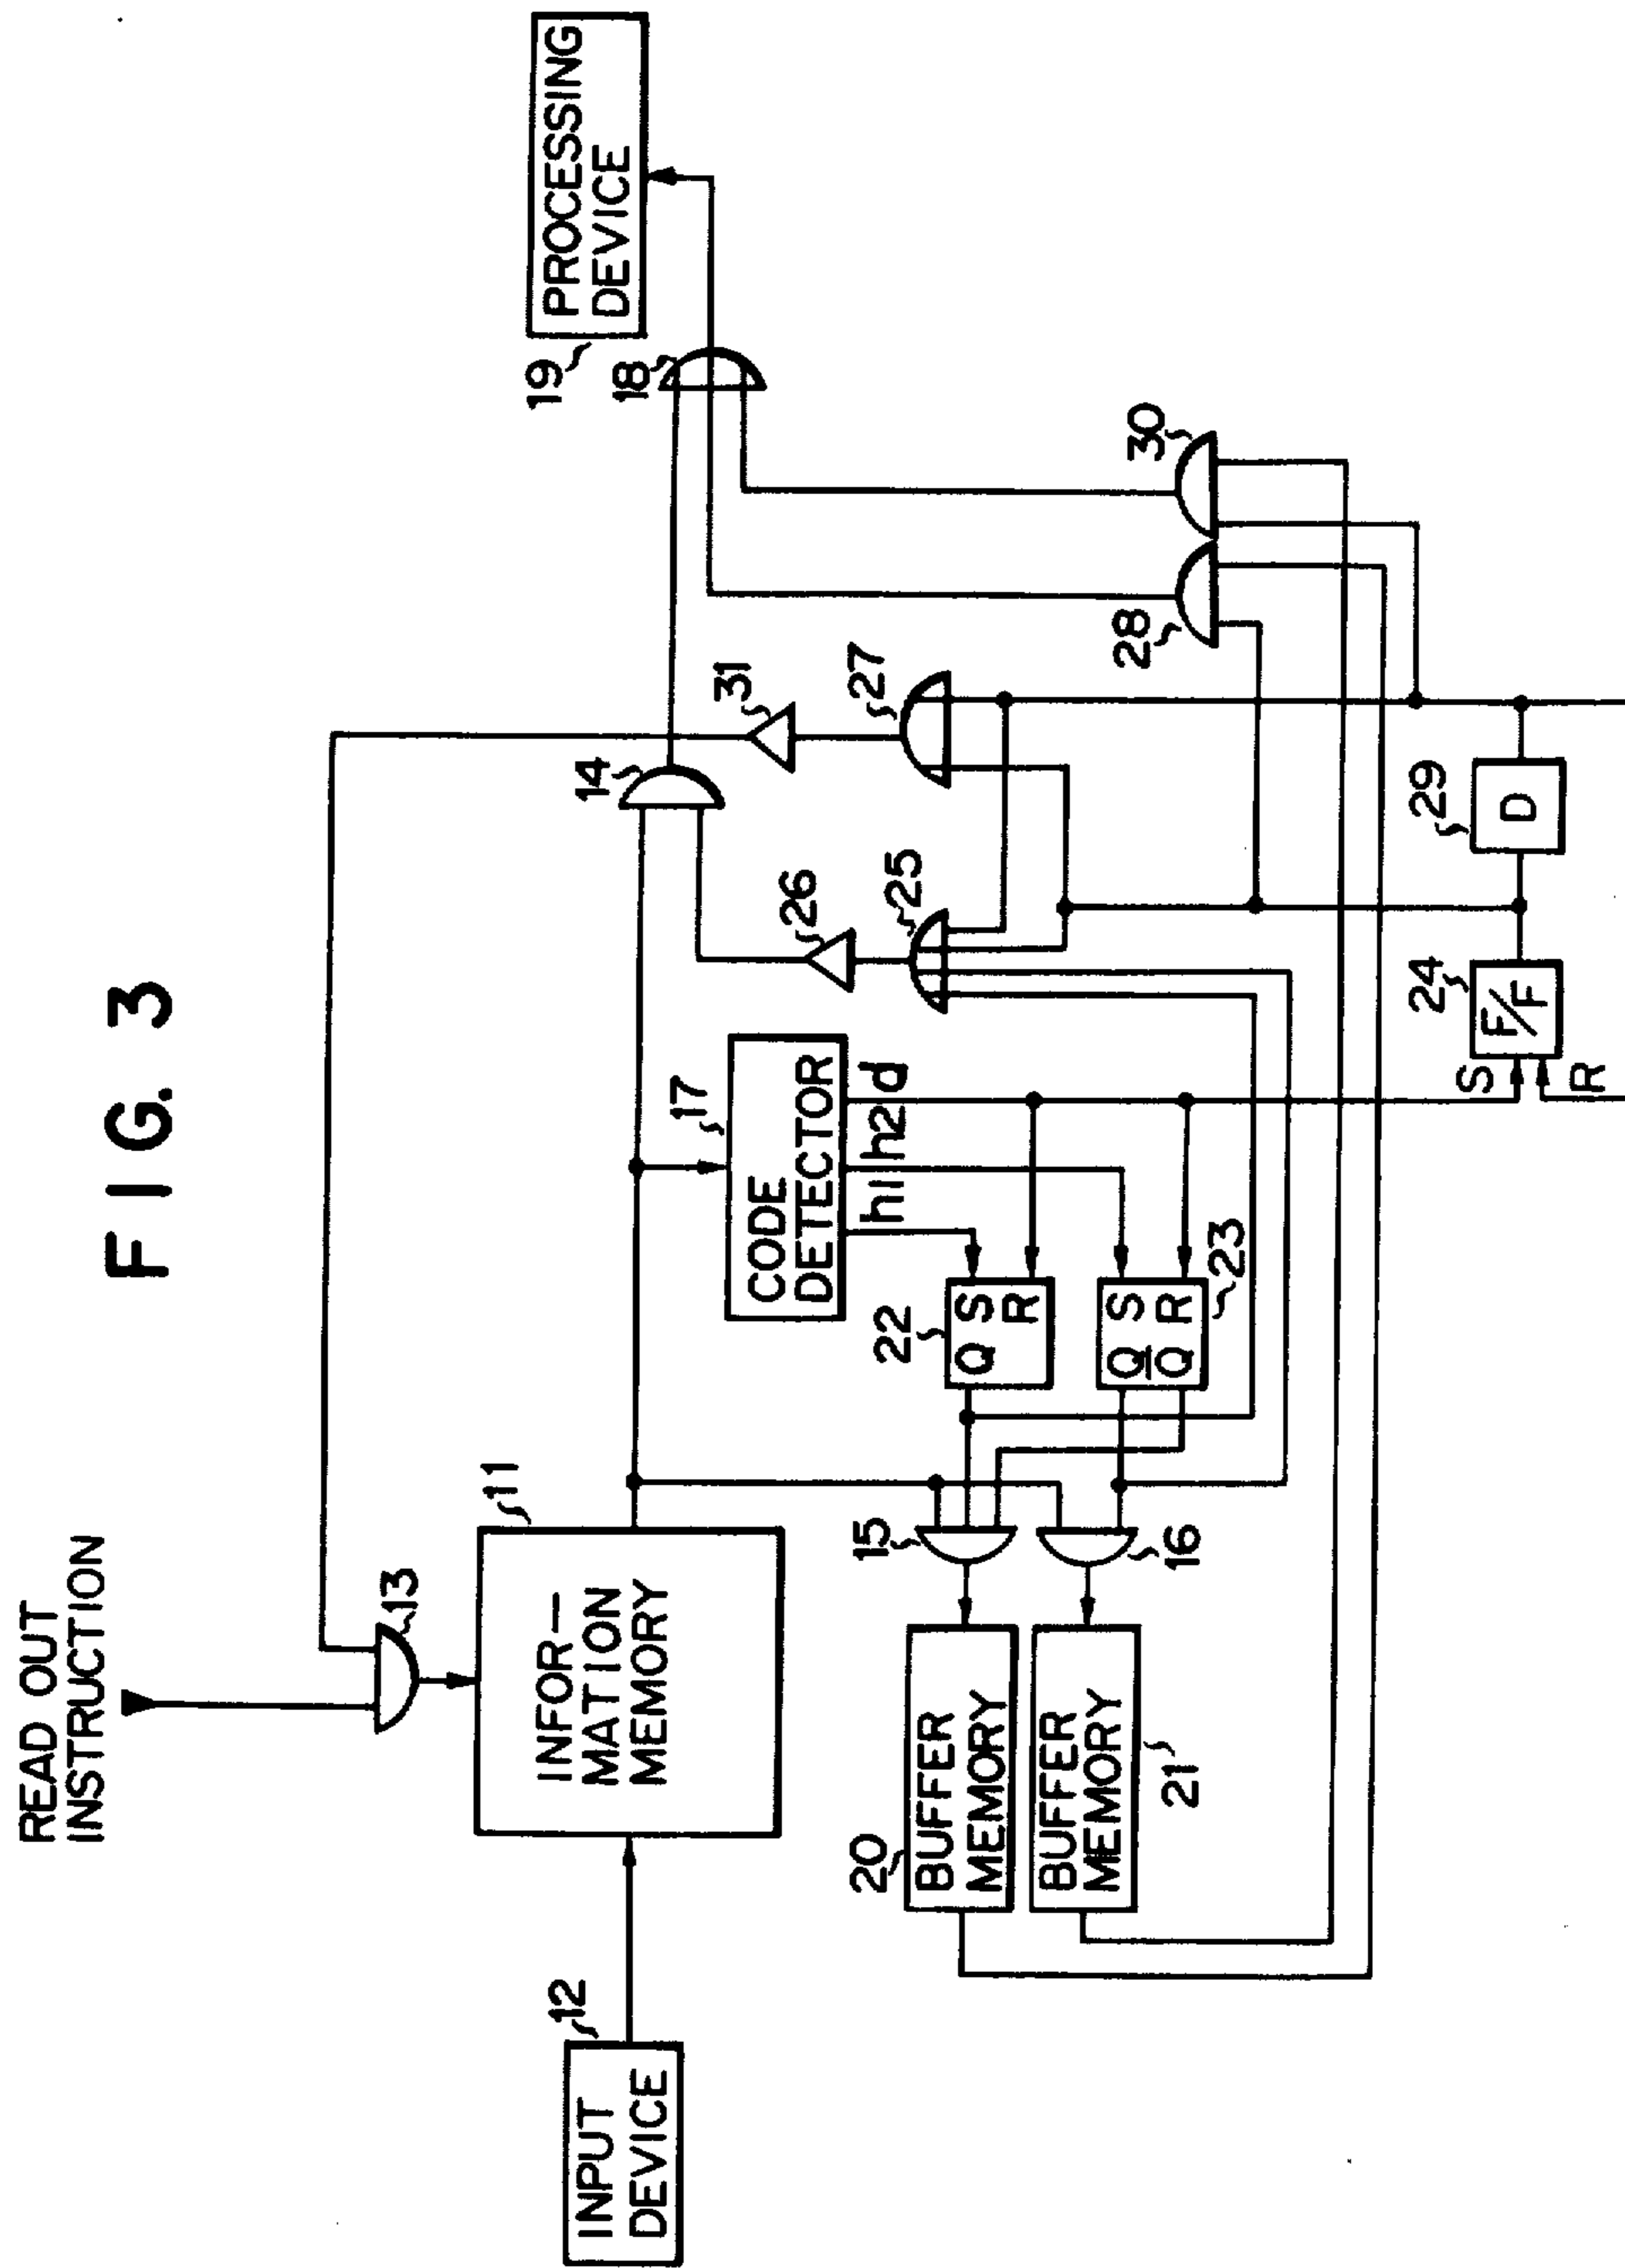 FIG. 3
READ OUT
INSTRUCTION
13
11
INFOR-
MATION
MEMORY
12
INPUT
DEVICE
17
CODE
DETECTOR
h1
h2
d
14
18
19
PROCESSING
DEVICE
31
26
25
27
22
Q S
R
23
Q S
Q R
15
16
20
BUFFER
MEMORY
21
BUFFER
MEMORY
28
30
24
F/F
S
R
29
D